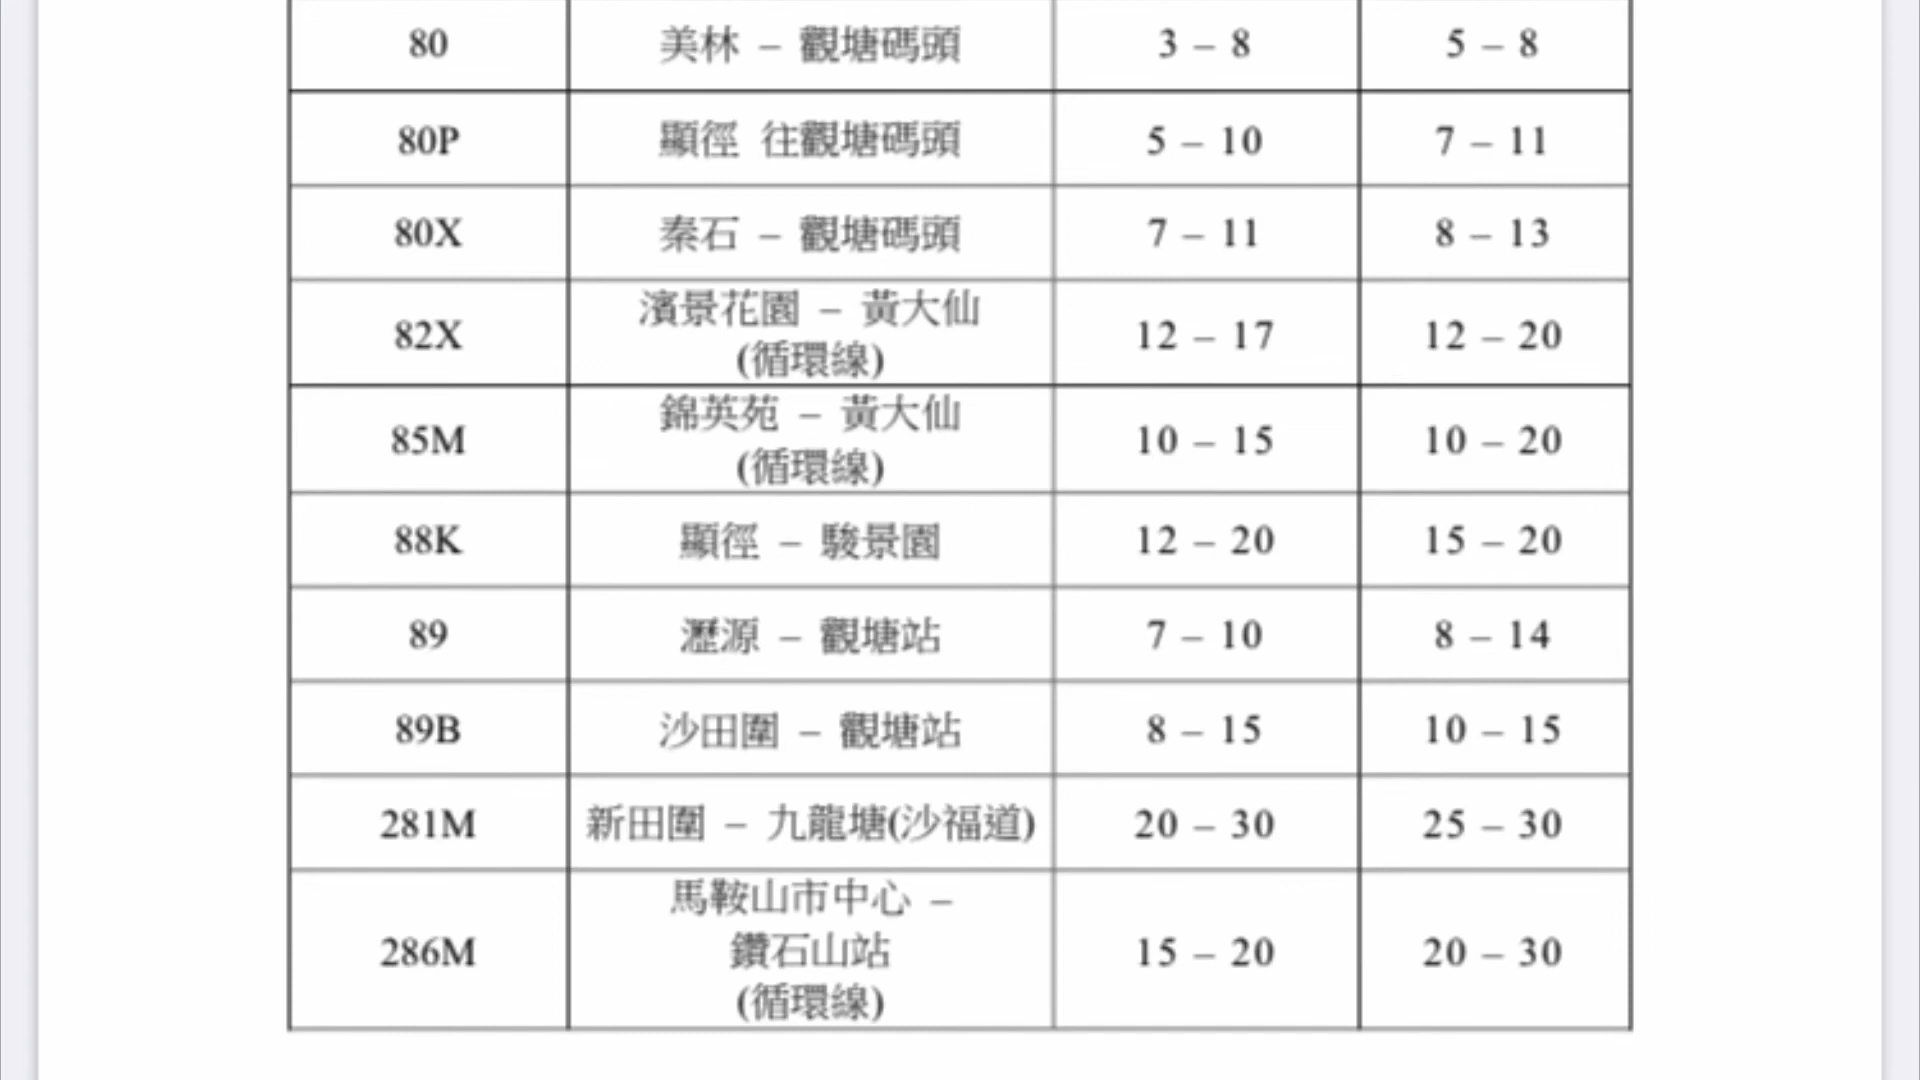 80 美林 – 觀塘碼頭 3 – 8 5 – 8
80P 顯徑 往觀塘碼頭 5 – 10 7 – 11
80X 秦石 – 觀塘碼頭 7 – 11 8 – 13
82X 濱景花園 – 黃大仙 12 – 17 12 – 20
(循環線)
85M 錦英苑 – 黃大仙 10 – 15 10 – 20
(循環線)
88K 顯徑 – 駿景園 12 – 20 15 – 20
89 瀝源 – 觀塘站 7 – 10 8 – 14
89B 沙田圍 – 觀塘站 8 – 15 10 – 15
281M 新田圍 – 九龍塘(沙福道) 20 – 30 25 – 30
馬鞍山市中心 –
286M 鑽石山站 15 – 20 20 – 30
(循環線)